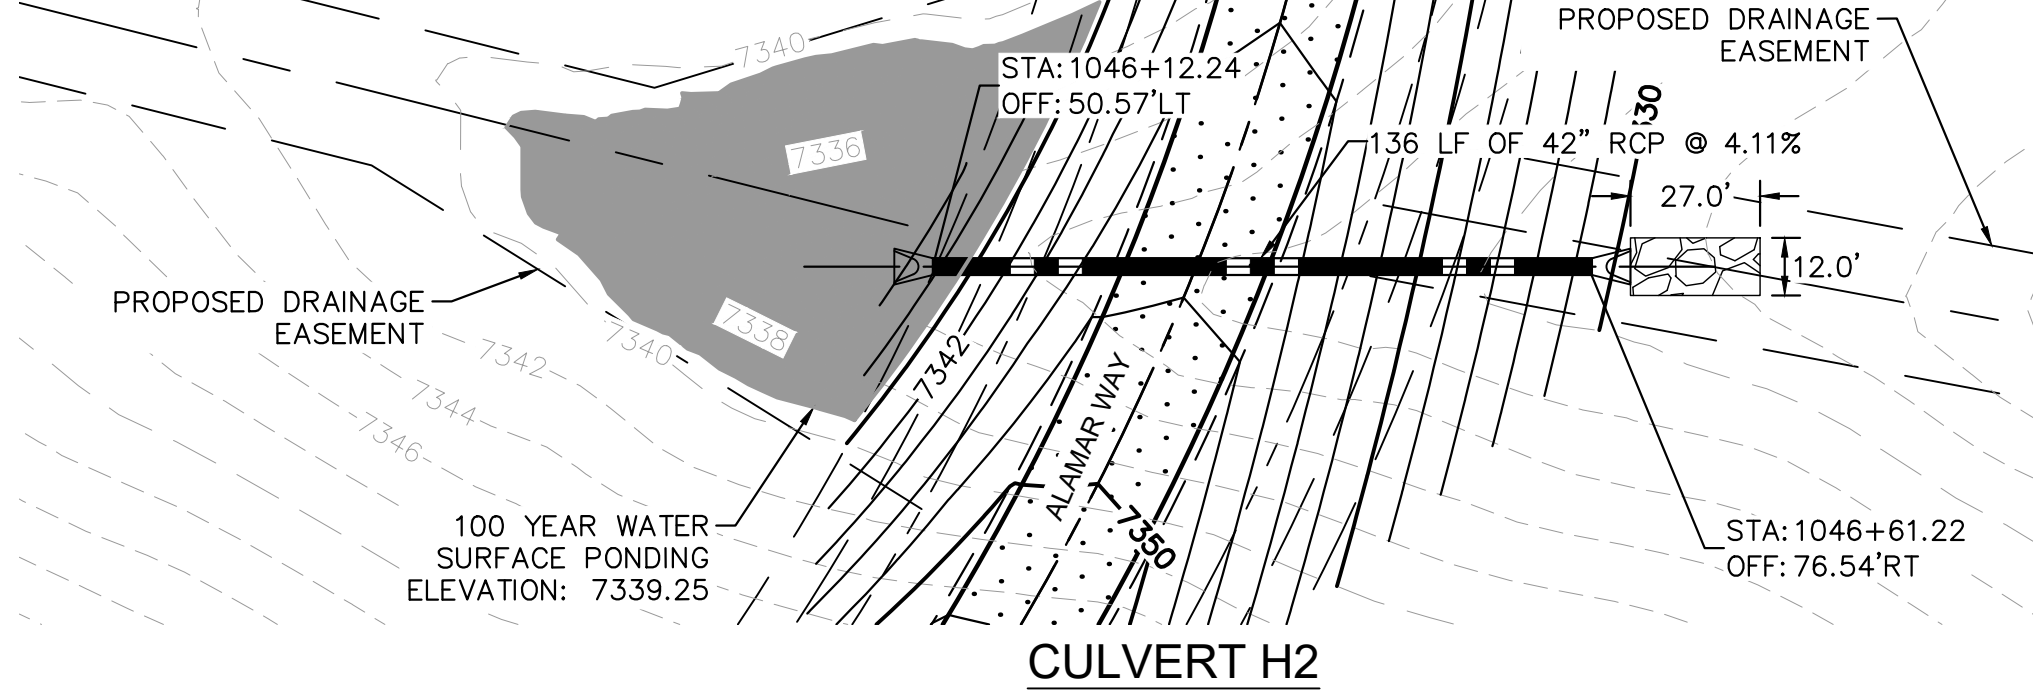 PROPOSED DRAINAGE
EASEMENT
7340
STA:1046+12.24
OFF:50.57'LT
136 LF OF 42" RCP @ 4.11%
7336
27.0'
12.0'
PROPOSED DRAINAGE
EASEMENT
7338
7340
7342
7342
7344
7346
ALAMAR WAY
7350
100 YEAR WATER
SURFACE PONDING
ELEVATION: 7339.25
STA:1046+61.22
OFF:76.54'RT
CULVERT H2